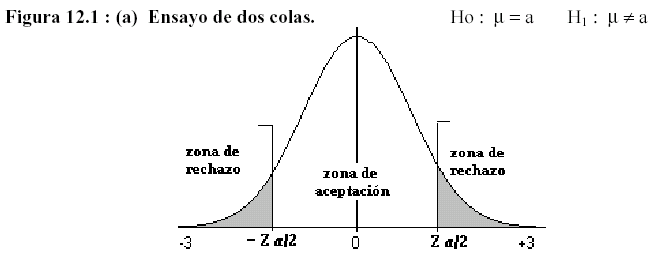 Figura 12.1 : (a) Ensayo de dos colas. Ho : μ = a H₁ : μ ≠ a
zona de
rechazo
zona de
aceptación
zona de
rechazo
-3 − Z α/2 0 Z α/2 +3